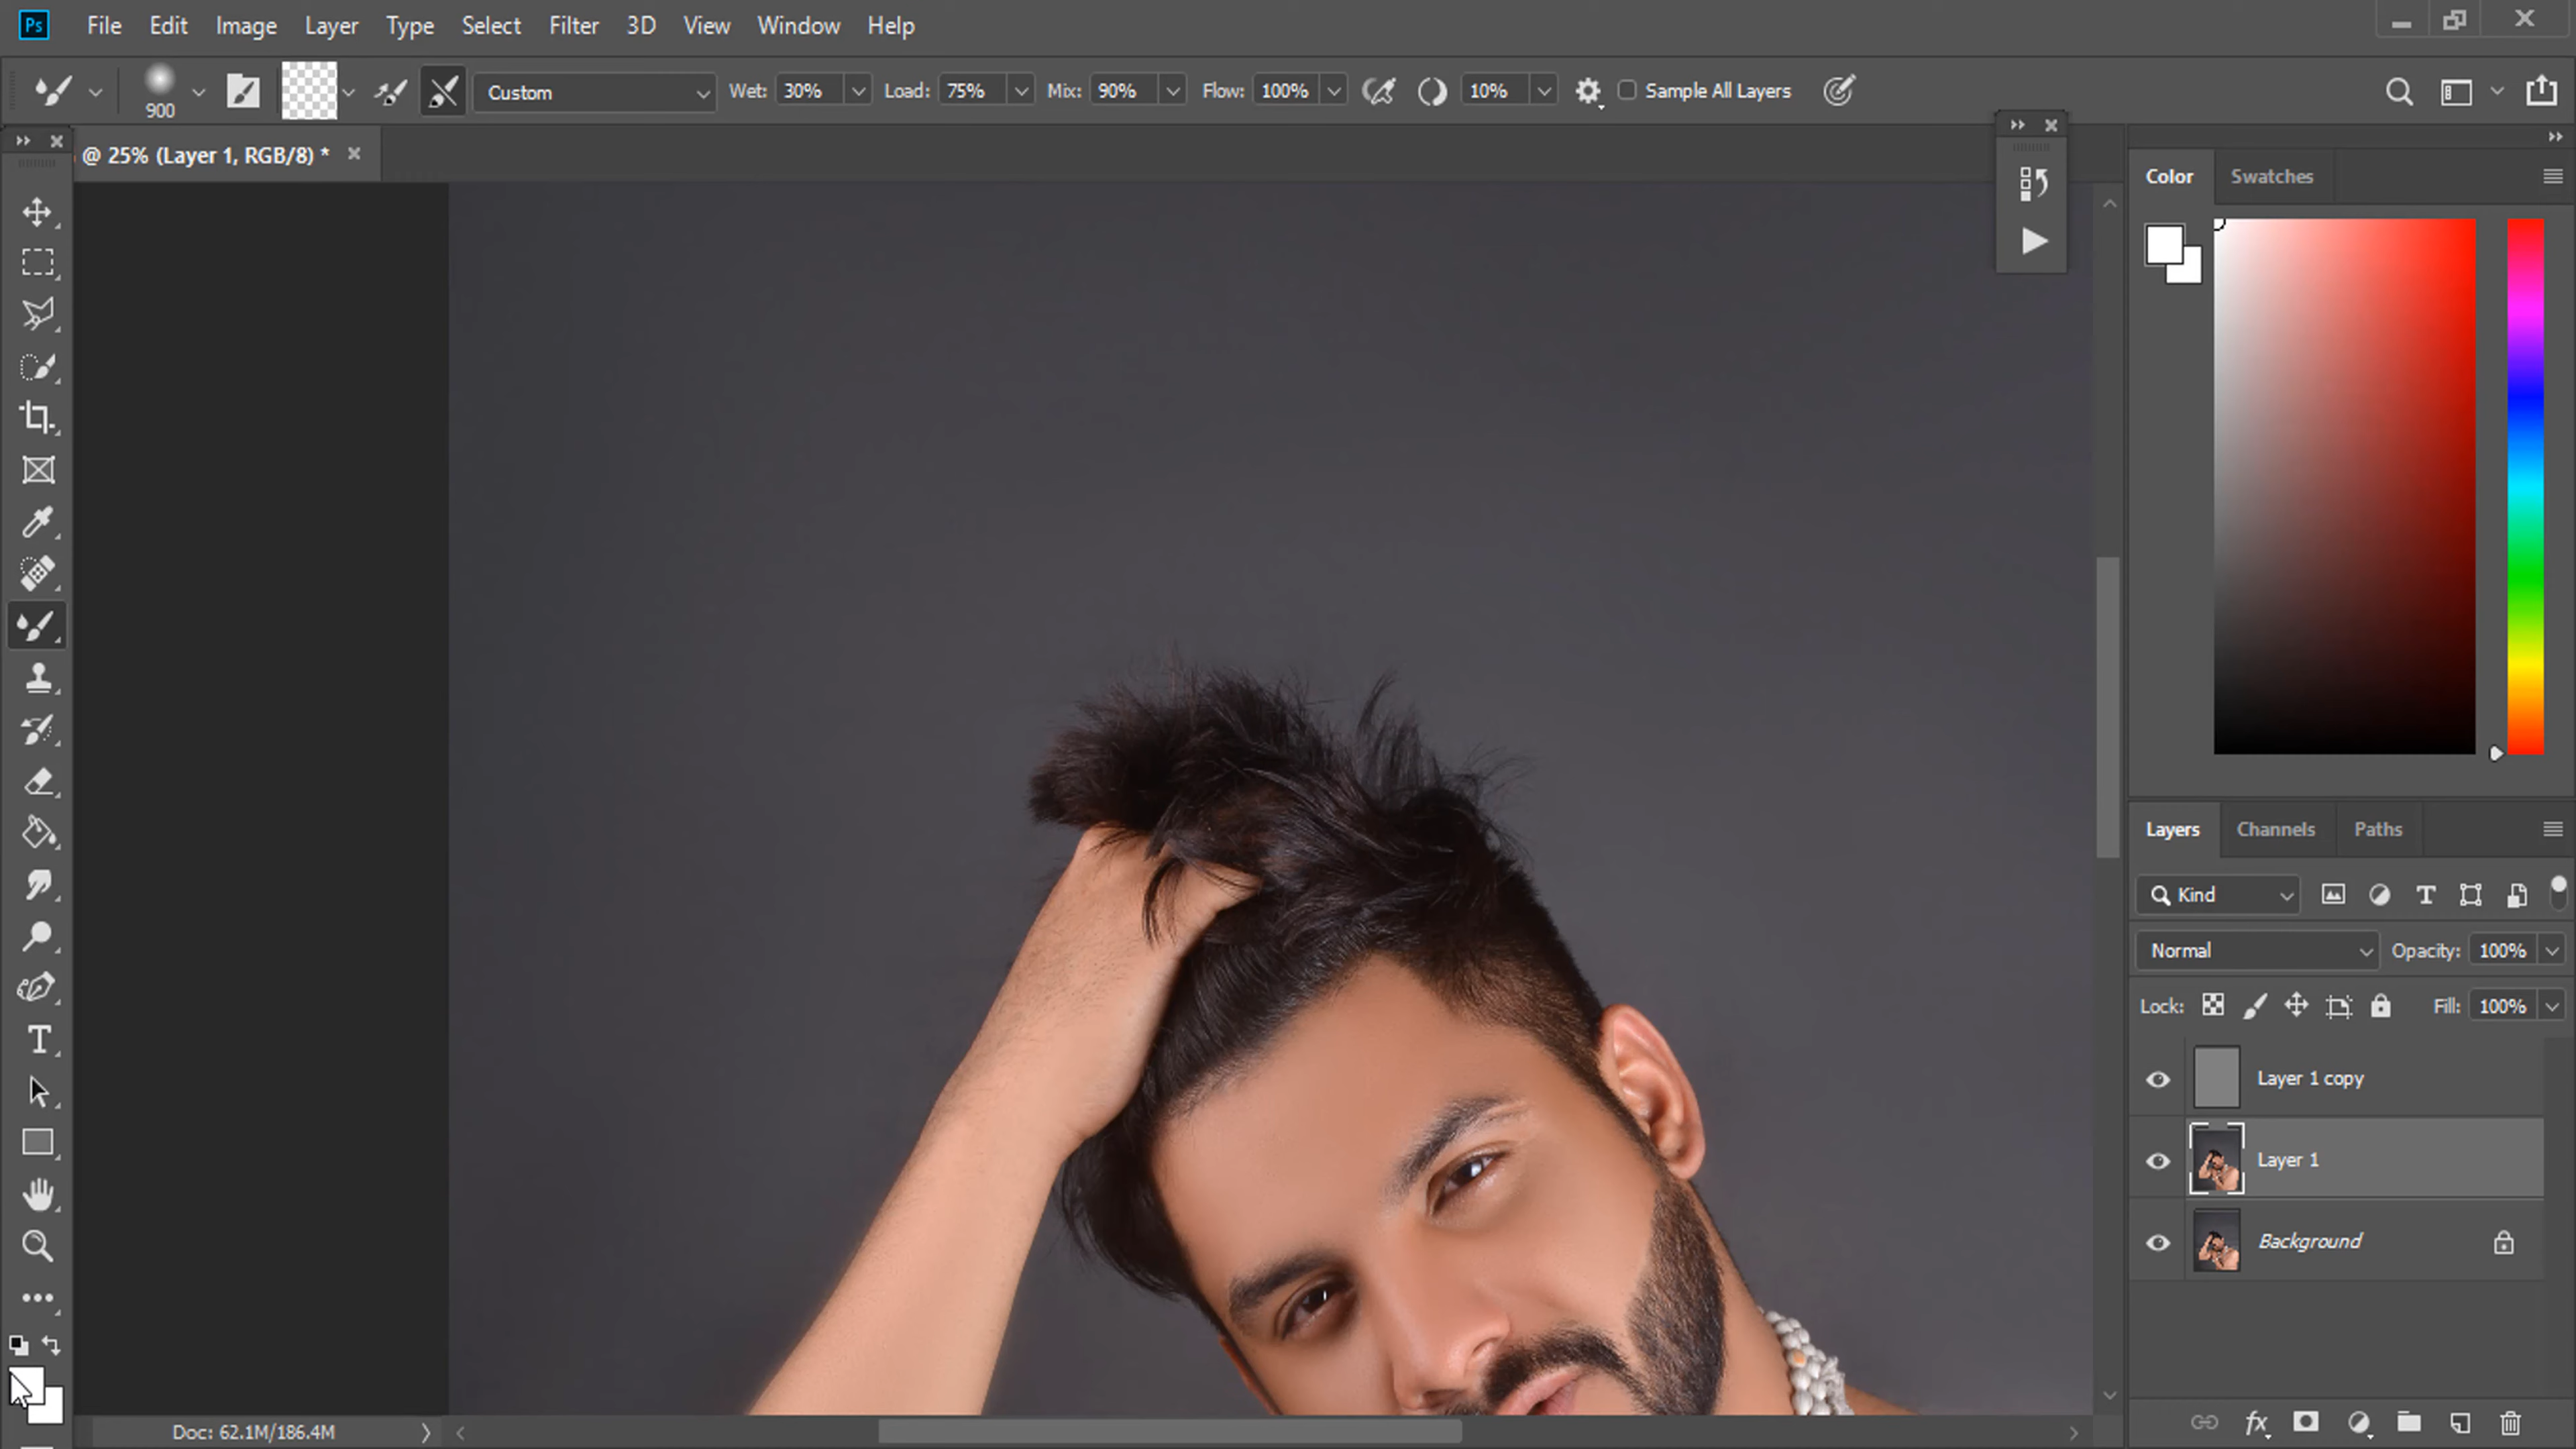 Ps File Edit Image Layer Type Select Filter 3D View Window Help
900 Custom Wet: 30% Load: 75% Mix: 90% Flow: 100% 10% Sample All Layers
@ 25% (Layer 1, RGB/8) *
Color Swatches
Layers Channels Paths
Kind
Normal Opacity: 100%
Lock: Fill: 100%
Layer 1 copy
Layer 1
Background
T
Doc: 62.1M/186.4M
fx